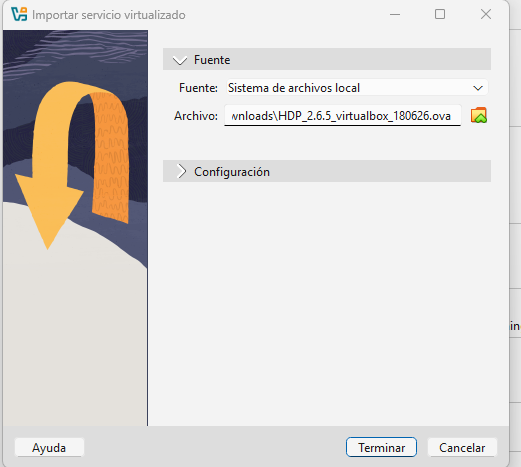 Importar servicio virtualizado
Fuente
Fuente: Sistema de archivos local
Archivo: wnloads\HDP_2.6.5_virtualbox_180626.ova
Configuración
Ayuda
Terminar
Cancelar